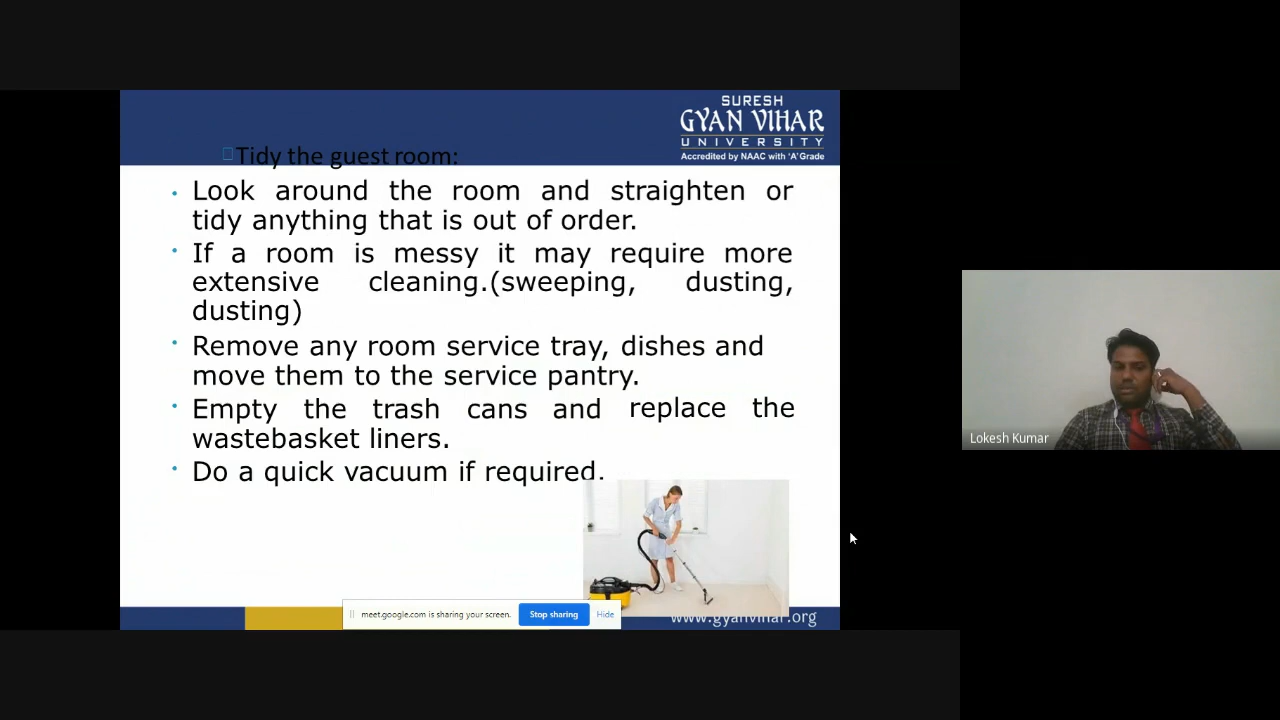 SURESH
GYAN VIHAR
UNIVERSITY
Accredited by NAAC with 'A' Grade
Tidy the guest room:
• Look around the room and straighten or
tidy anything that is out of order.
• If a room is messy it may require more
extensive cleaning.(sweeping, dusting,
dusting)
• Remove any room service tray, dishes and
move them to the service pantry.
• Empty the trash cans and replace the
wastebasket liners.
• Do a quick vacuum if required.
meet.google.com is sharing your screen. Stop sharing Hide
www.gyanvihar.org
Lokesh Kumar